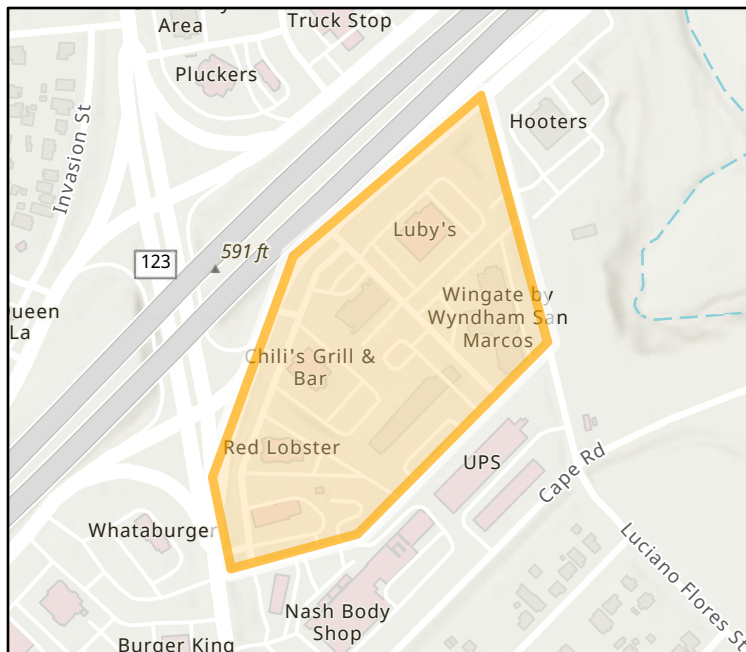 Area
Truck Stop
Pluckers
Hooters
Invasion St
Luby's
591 ft
123
Wingate by
Wyndham San
Marcos
ueen
La
Chili's Grill &
Bar
Red Lobster
UPS
Cape Rd
Whataburger
Luciano Flores St
Nash Body
Shop
Burger King